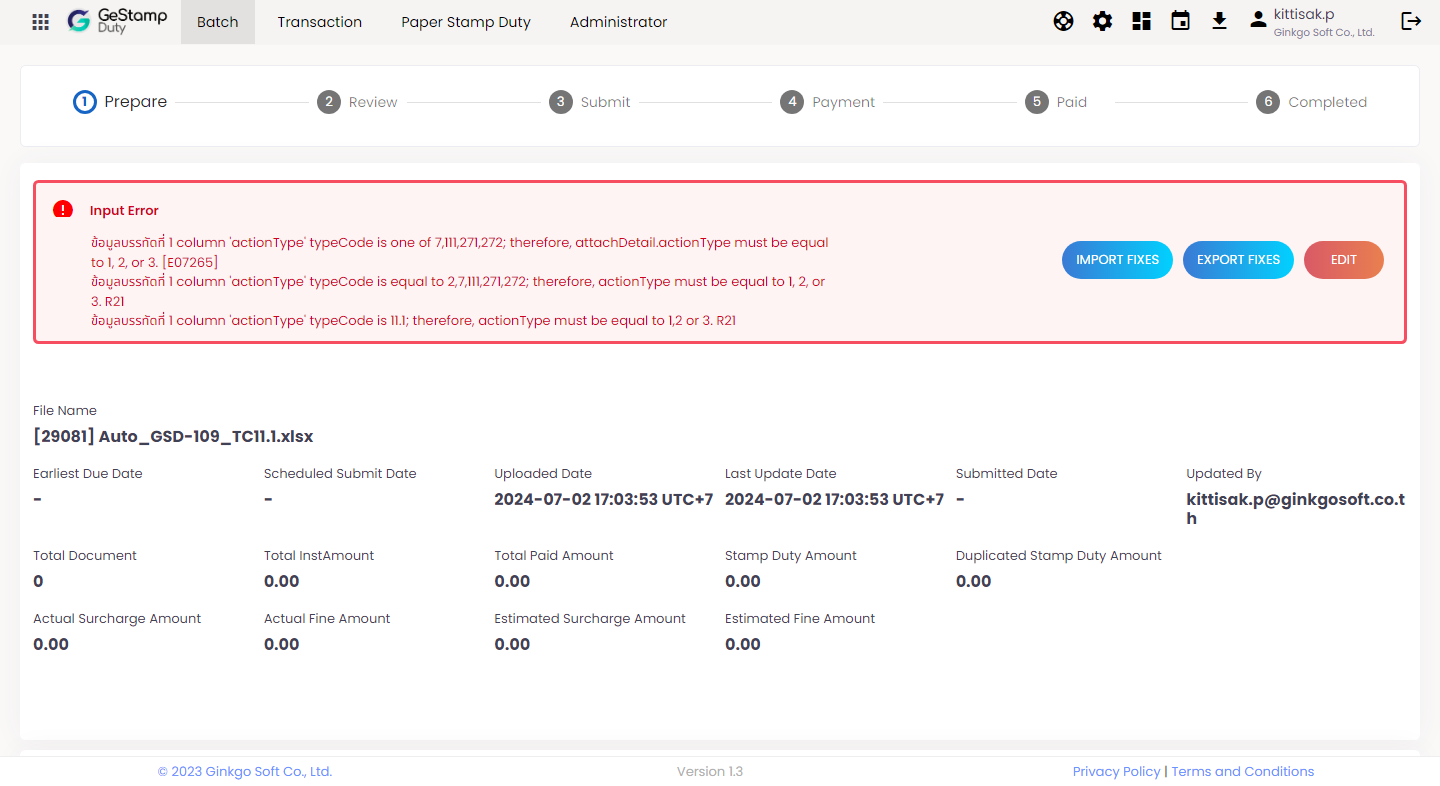 GeStamp
Duty
Batch
Transaction
Paper Stamp Duty
Administrator
kittisak.p
Ginkgo Soft Co., Ltd.
1 Prepare
2 Review
3 Submit
4 Payment
5 Paid
6 Completed
Input Error
ข้อมูลบรรทัดที่ 1 column 'actionType' typeCode is one of 7,111,271,272; therefore, attachDetail.actionType must be equal
to 1, 2, or 3. [E07265]
ข้อมูลบรรทัดที่ 1 column 'actionType' typeCode is equal to 2,7,111,271,272; therefore, actionType must be equal to 1, 2, or
3. R21
ข้อมูลบรรทัดที่ 1 column 'actionType' typeCode is 11.1; therefore, actionType must be equal to 1,2 or 3. R21
IMPORT FIXES
EXPORT FIXES
EDIT
File Name
[29081] Auto_GSD-109_TC11.1.xlsx
Earliest Due Date
-
Scheduled Submit Date
-
Uploaded Date
2024-07-02 17:03:53 UTC+7
Last Update Date
2024-07-02 17:03:53 UTC+7
Submitted Date
-
Updated By
kittisak.p@ginkgosoft.co.t
h
Total Document
0
Total InstAmount
0.00
Total Paid Amount
0.00
Stamp Duty Amount
0.00
Duplicated Stamp Duty Amount
0.00
Actual Surcharge Amount
0.00
Actual Fine Amount
0.00
Estimated Surcharge Amount
0.00
Estimated Fine Amount
0.00
© 2023 Ginkgo Soft Co., Ltd.
Version 1.3
Privacy Policy | Terms and Conditions